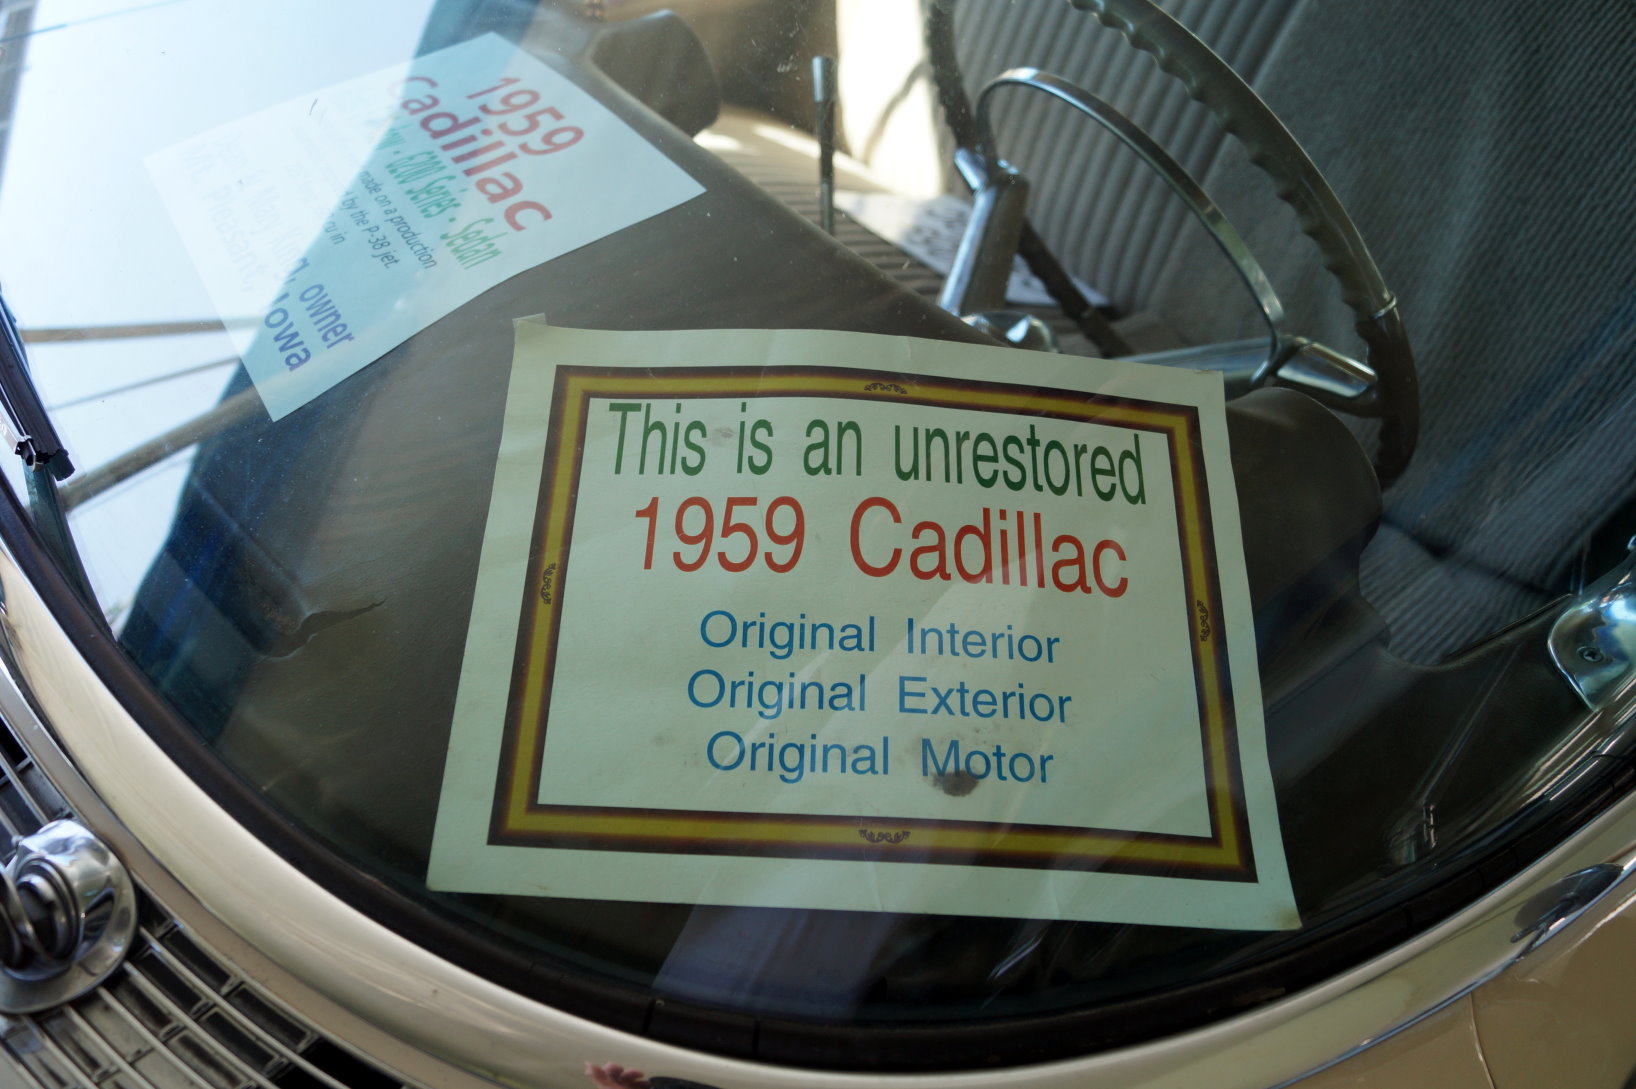 1959
Cadillac
6200 Series - Sedan
made on a production
by the P-38 jet.
owner
Iowa
This is an unrestored
1959 Cadillac
Original Interior
Original Exterior
Original Motor